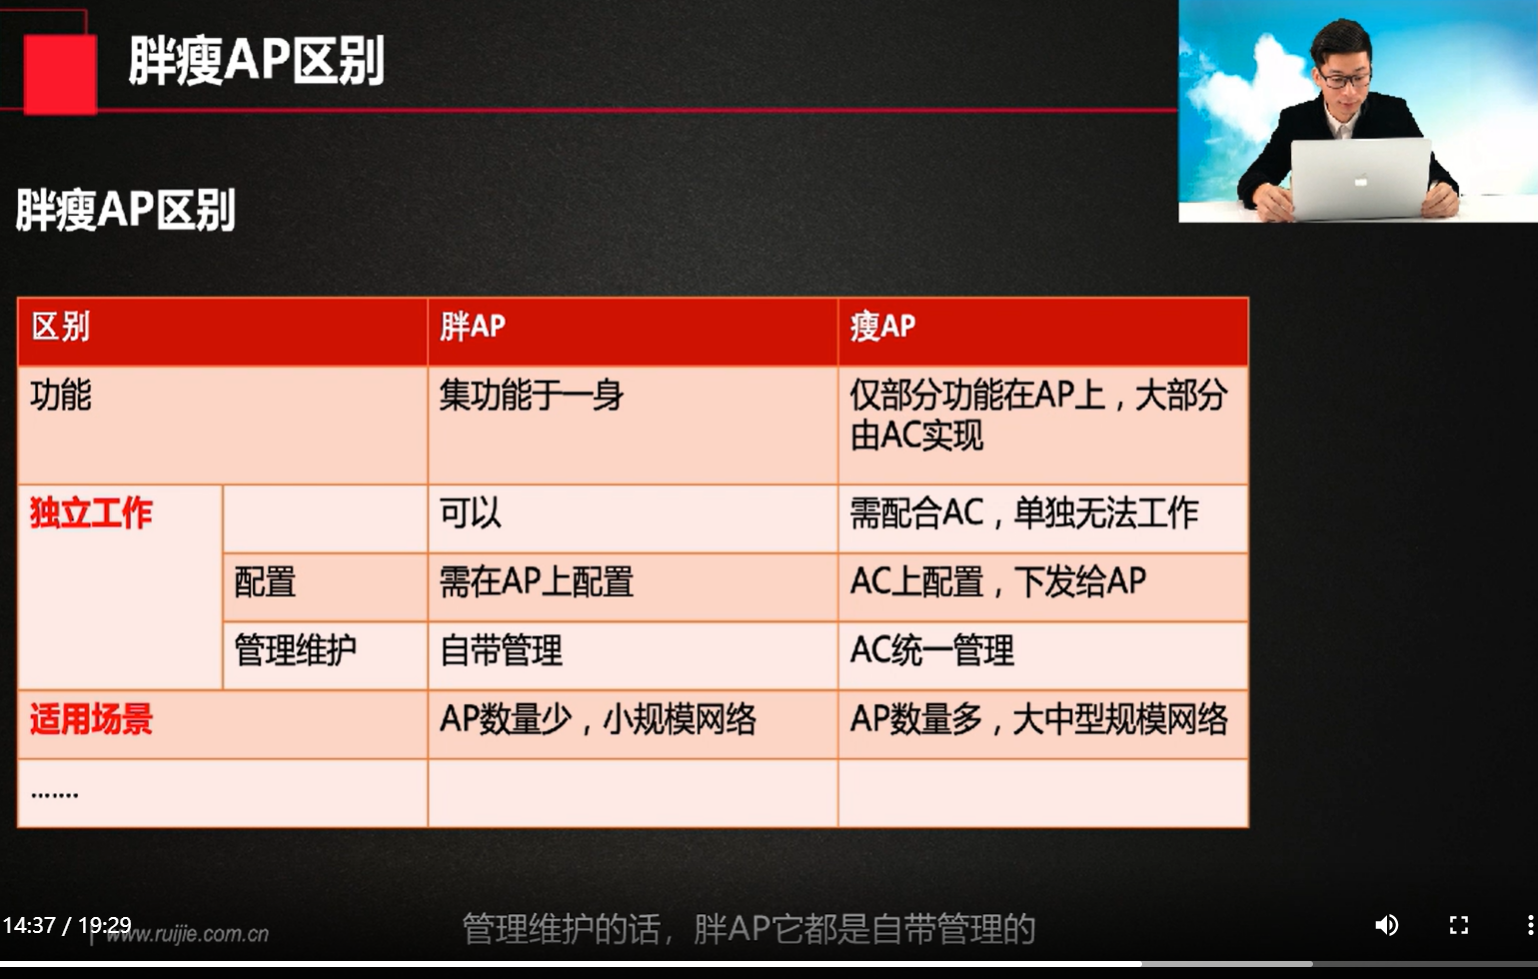 胖瘦AP区别
胖瘦AP区别
区别 胖AP 瘦AP
功能 集功能于一身 仅部分功能在AP上，大部分
由AC实现
独立工作 可以 需配合AC，单独无法工作
配置 需在AP上配置 AC上配置，下发给AP
管理维护 自带管理 AC统一管理
适用场景 AP数量少，小规模网络 AP数量多，大中型规模网络
.......
14:37 / 19:29
www.ruijie.com.cn
管理维护的话，胖AP它都是自带管理的